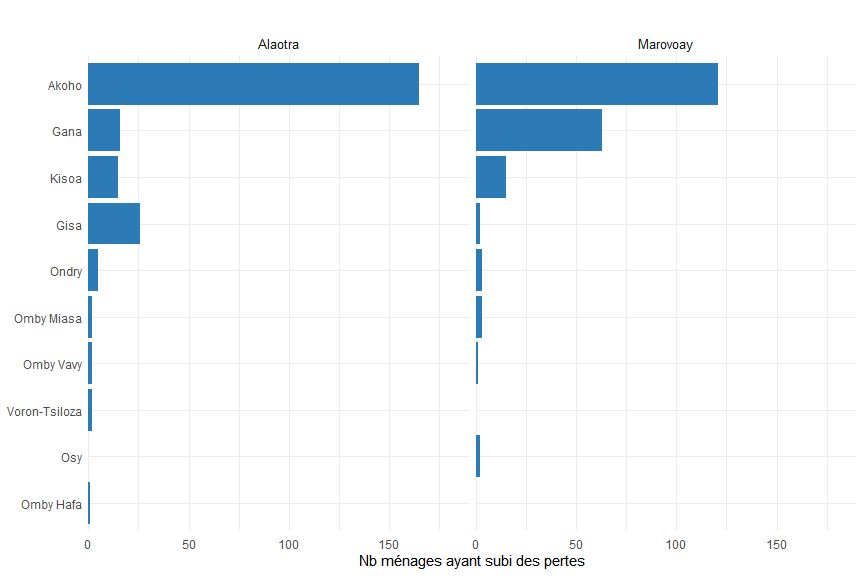 Alaotra
Marovoay
Akoho
Gana
Kisoa
Gisa
Ondry
Omby Miasa
Omby Vavy
Voron-Tsiloza
Osy
Omby Hafa
0 50 100 150 0 50 100 150
Nb ménages ayant subi des pertes